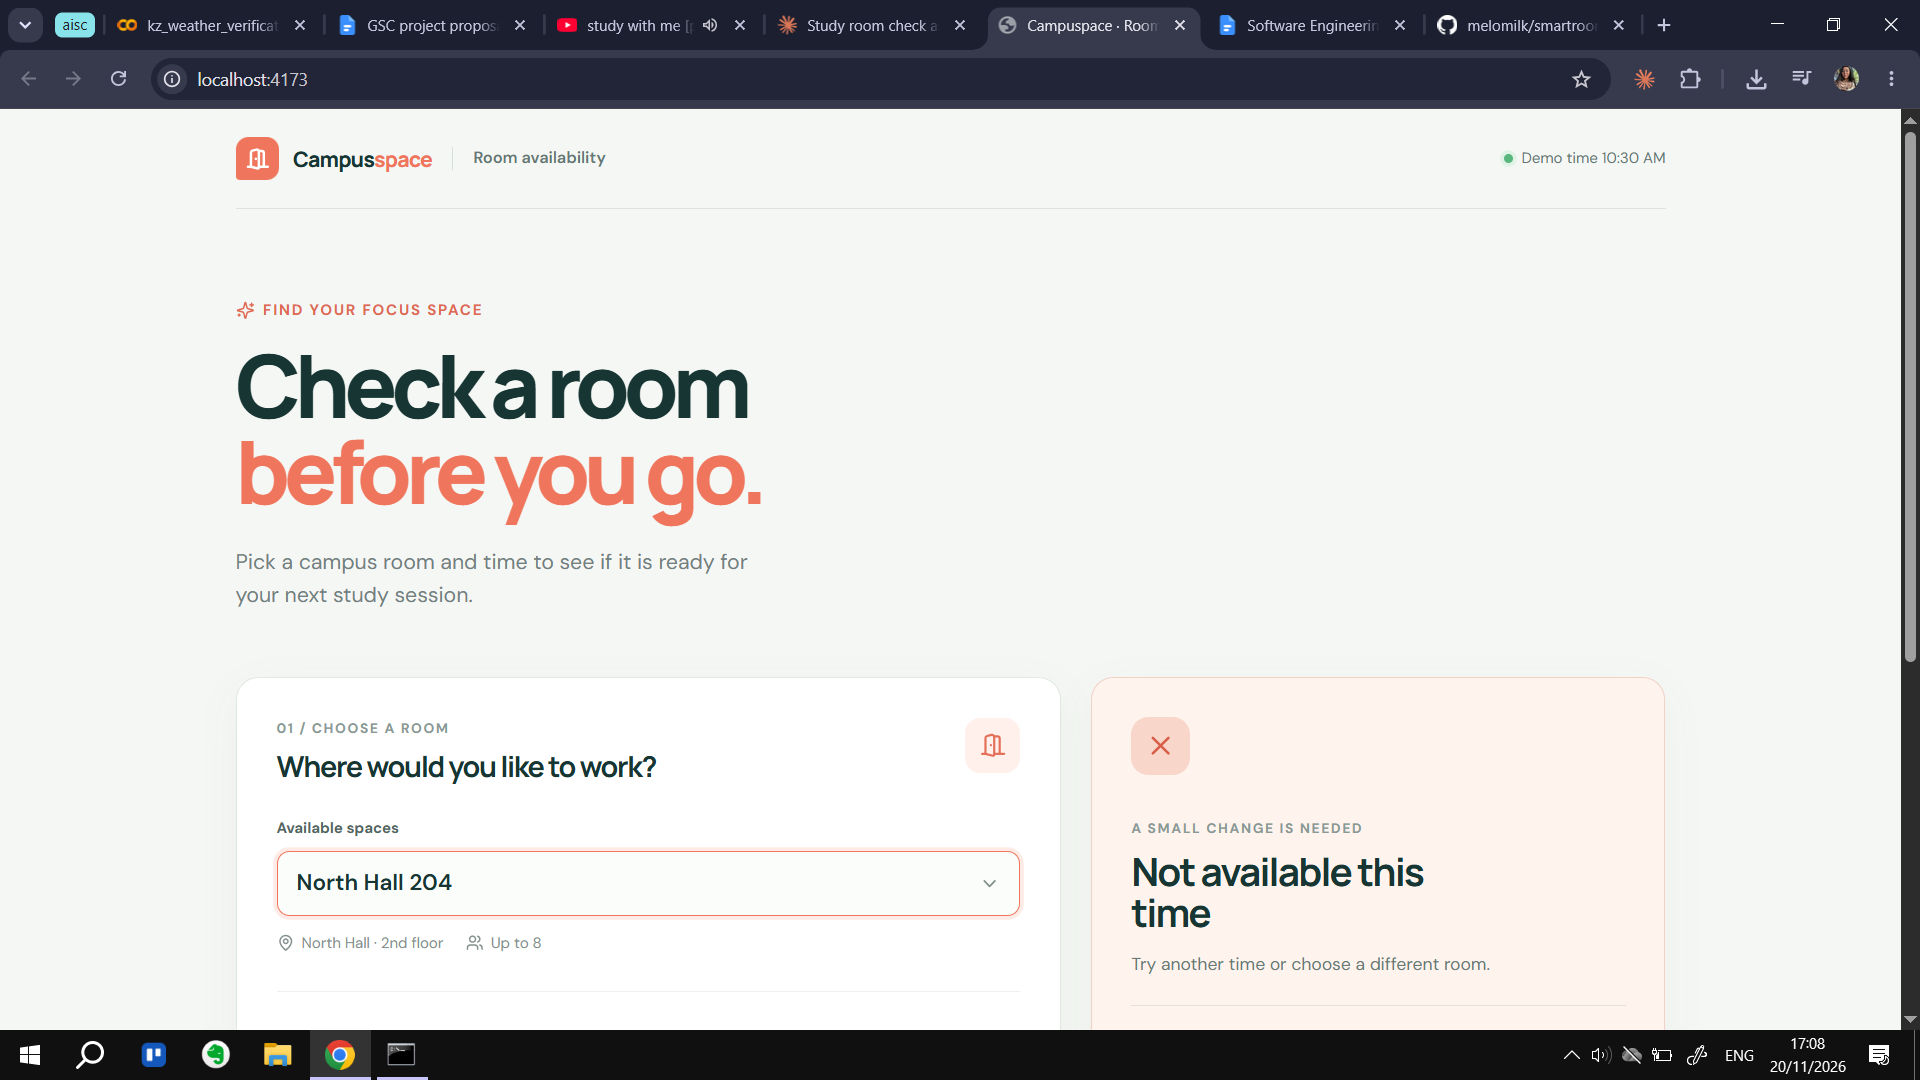 aisc
kz_weather_verificat
GSC project propos
study with me [p
Study room check a
Campuspace · Room
Software Engineerin
melomilk/smartroo
localhost:4173
Campusspace
Room availability
Demo time 10:30 AM
FIND YOUR FOCUS SPACE
Check a room
before you go.
Pick a campus room and time to see if it is ready for
your next study session.
01 / CHOOSE A ROOM
Where would you like to work?
Available spaces
North Hall 204
North Hall · 2nd floor
Up to 8
A SMALL CHANGE IS NEEDED
Not available this
time
Try another time or choose a different room.
ENG
17:08
20/11/2026